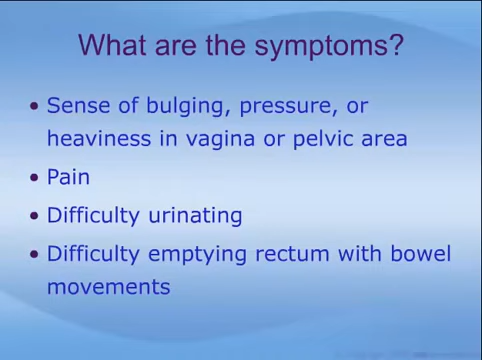 What are the symptoms?
• Sense of bulging, pressure, or
heaviness in vagina or pelvic area
• Pain
• Difficulty urinating
• Difficulty emptying rectum with bowel
movements